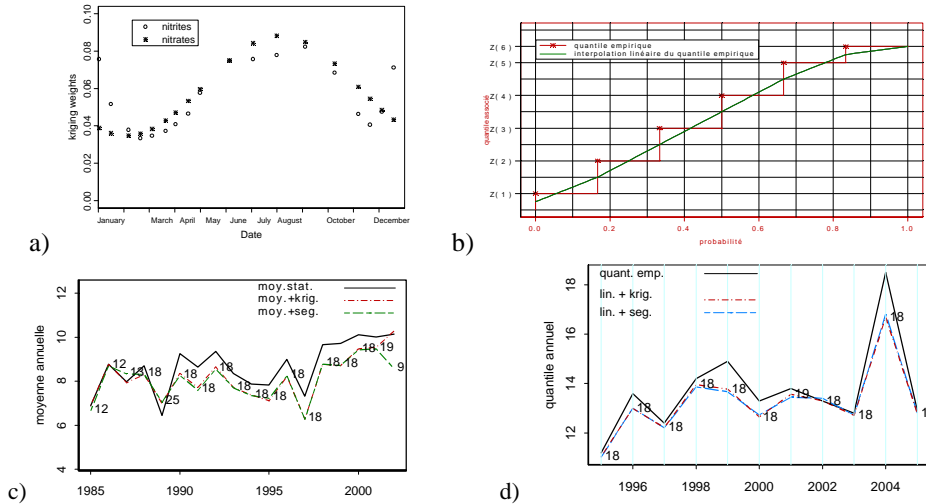 0.10
0.08
0.06
0.04
0.02
0.00
kriging weights
nitrites
nitrates
January
March
April
May
June
July
August
October
December
Date
a)
Z(6)
Z(5)
Z(4)
Z(3)
Z(2)
Z(1)
quantile associé
quantile empirique
interpolation linéaire du quantile empirique
0.0
0.2
0.4
0.6
0.8
1.0
probabilité
b)
12
10
8
6
4
moyenne annuelle
moy.stat.
moy.+krig.
moy.+seg.
12
12
13
18
25
18
18
18
18
18
18
18
18
18
18
18
19
9
1985
1990
1995
2000
c)
18
16
14
12
quantile annuel
quant. emp.
lin. + krig.
lin. + seg.
18
18
18
18
18
19
18
18
18
1996
1998
2000
2002
2004
d)